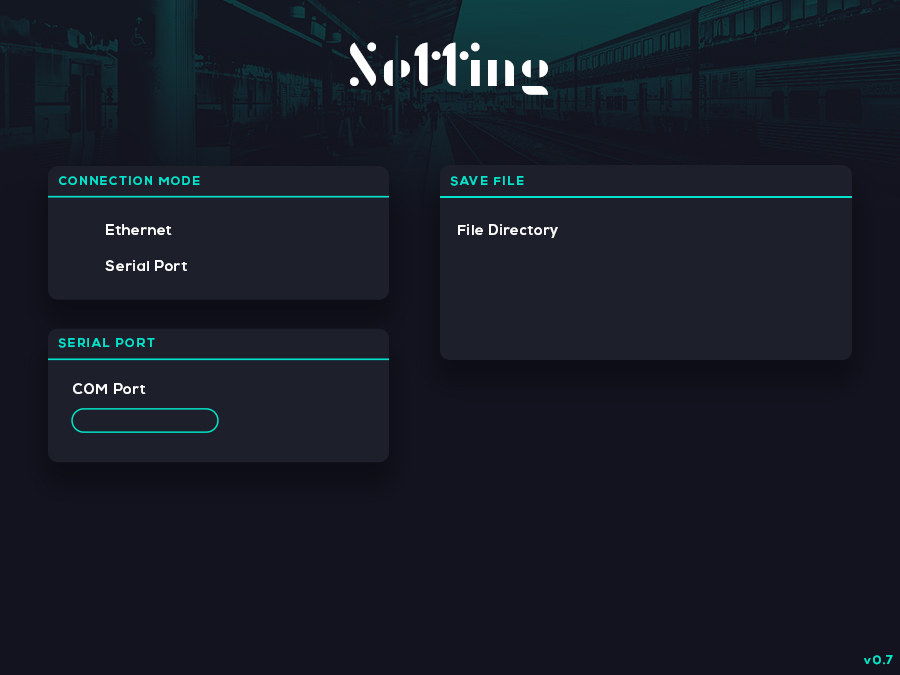 Setting
CONNECTION MODE
Ethernet
Serial Port
SERIAL PORT
COM Port
SAVE FILE
File Directory
v0.7